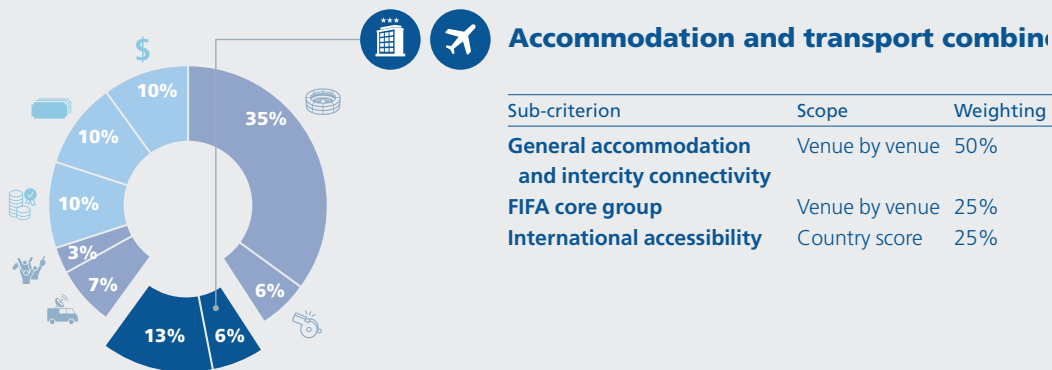 Accommodation and transport combin
Sub-criterion Scope Weighting
General accommodation Venue by venue 50%
and intercity connectivity
FIFA core group Venue by venue 25%
International accessibility Country score 25%
$
10%
35%
10%
10%
3%
7%
6%
13%
6%